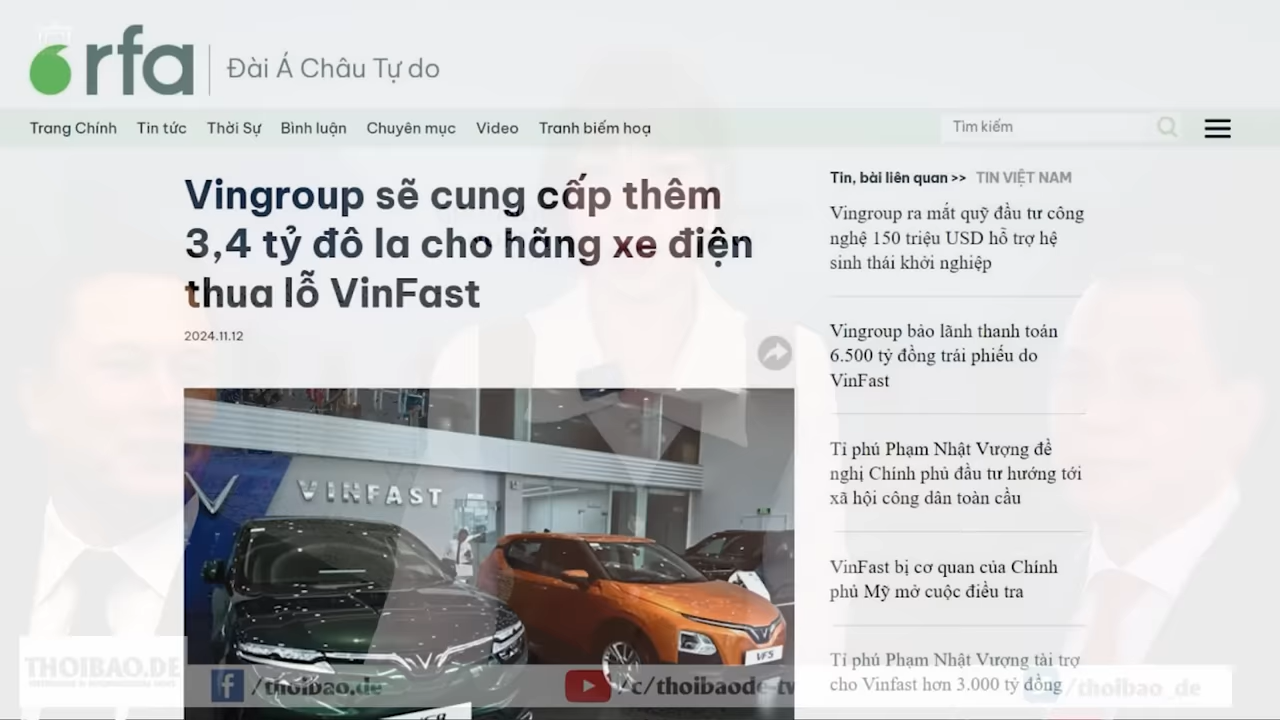 rfa
Đài Á Châu Tự do
Trang Chính Tin tức Thời Sự Bình luận Chuyên mục Video Tranh biếm hoạ
Tìm kiếm
Vingroup sẽ cung cấp thêm
3,4 tỷ đô la cho hãng xe điện
thua lỗ VinFast
2024.11.12
VINFAST
VF5
Tin, bài liên quan >> TIN VIỆT NAM
Vingroup ra mắt quỹ đầu tư công
nghệ 150 triệu USD hỗ trợ hệ
sinh thái khởi nghiệp
Vingroup bảo lãnh thanh toán
6.500 tỷ đồng trái phiếu do
VinFast
Tỉ phú Phạm Nhật Vượng đề
nghị Chính phủ đầu tư hướng tới
xã hội công dân toàn cầu
VinFast bị cơ quan của Chính
phủ Mỹ mở cuộc điều tra
Tỉ phú Phạm Nhật Vượng tài trợ
cho Vinfast hơn 3.000 tỷ đồng
THOIBAO.DE
/thoibao.de
/c/thoibaode-tv
/thoibao_de